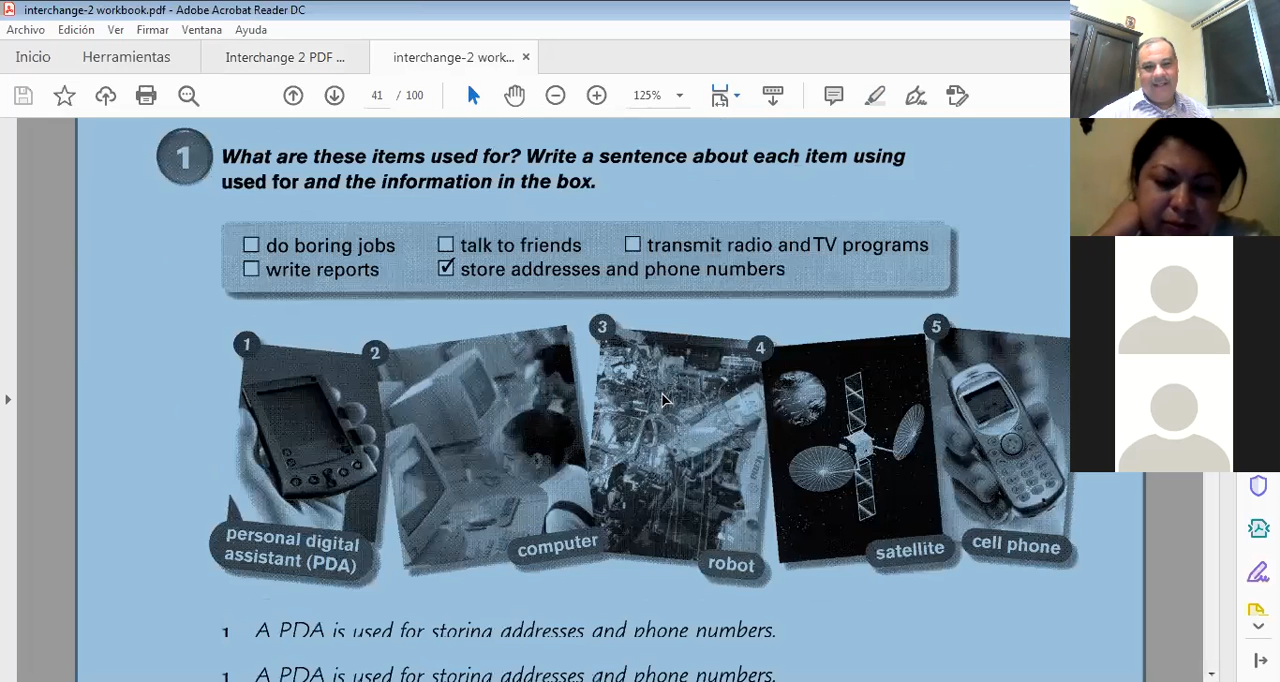 interchange-2 workbook.pdf - Adobe Acrobat Reader DC
Archivo Edición Ver Firmar Ventana Ayuda
Inicio Herramientas Interchange 2 PDF ... interchange-2 work... ×
41 / 100 125%
1 What are these items used for? Write a sentence about each item using
used for and the information in the box.
do boring jobs talk to friends transmit radio and TV programs
write reports store addresses and phone numbers
1 2 3 4 5
personal digital
assistant (PDA)
computer
robot
satellite
cell phone
1 A PDA is used for storing addresses and phone numbers.
1 A PDA is used for storing addresses and phone numbers.